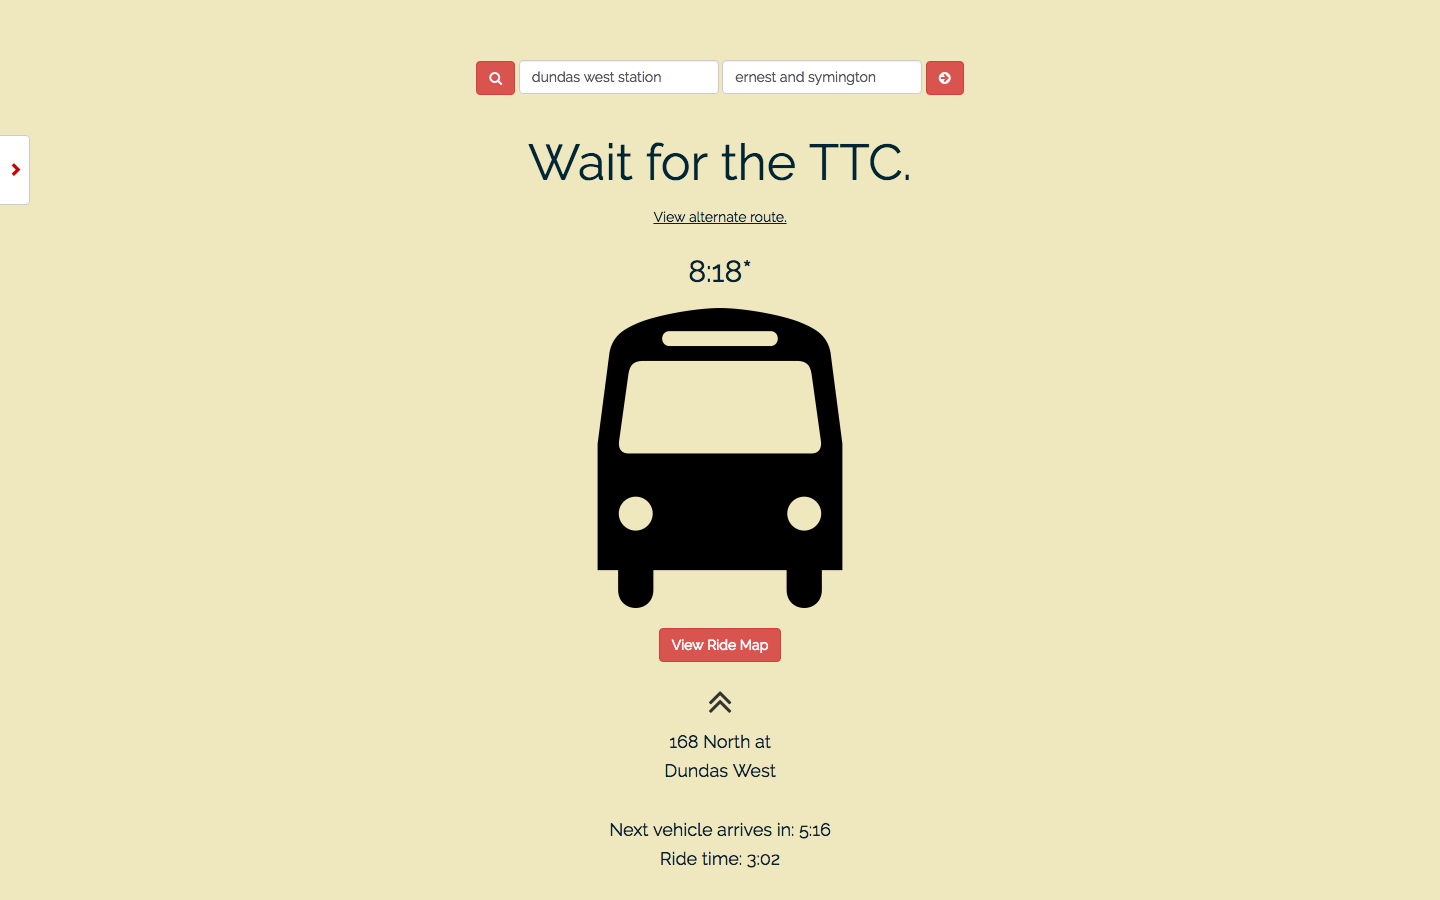 dundas west station ernest and symington
Wait for the TTC.
View alternate route.
8:18*
View Ride Map
168 North at
Dundas West
Next vehicle arrives in: 5:16
Ride time: 3:02